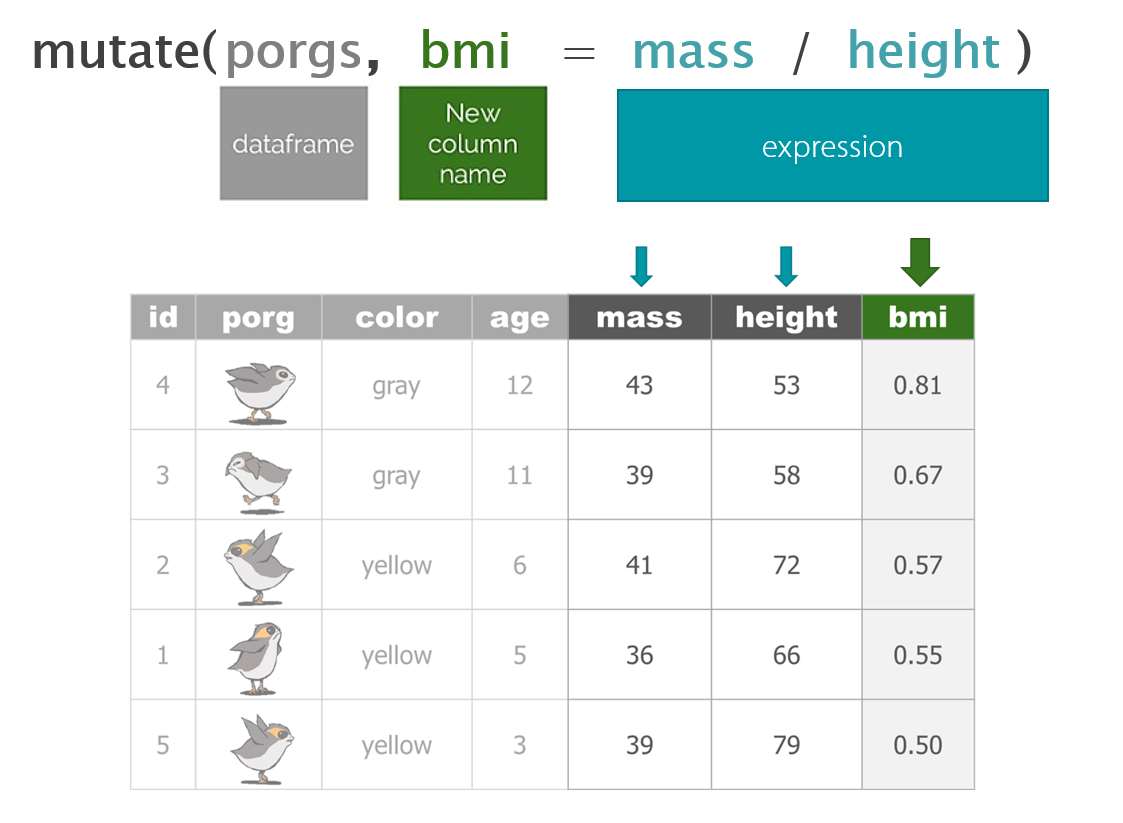 mutate(porgs, bmi = mass / height )
dataframe
New
column
name
expression
id porg color age mass height bmi
4 gray 12 43 53 0.81
3 gray 11 39 58 0.67
2 yellow 6 41 72 0.57
1 yellow 5 36 66 0.55
5 yellow 3 39 79 0.50